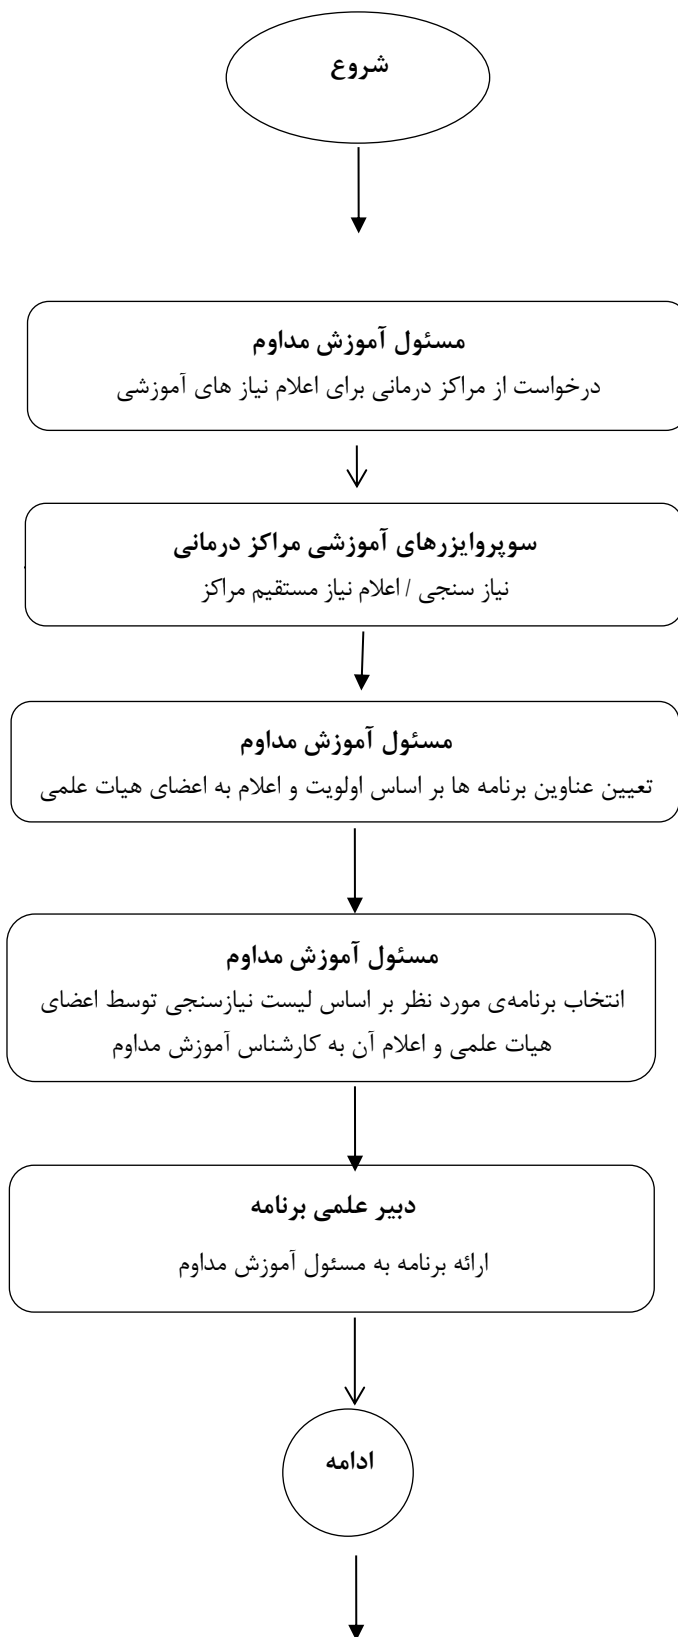 شروع
مسئول آموزش مداوم
درخواست از مراکز درمانی برای اعلام نیاز های آموزشی
سوپروایزرهای آموزشی مراکز درمانی
نیاز سنجی / اعلام نیاز مستقیم مراکز
مسئول آموزش مداوم
تعیین عناوین برنامه ها بر اساس اولویت و اعلام به اعضای هیات علمی
مسئول آموزش مداوم
انتخاب برنامه‌ی مورد نظر بر اساس لیست نیازسنجی توسط اعضای
هیات علمی و اعلام آن به کارشناس آموزش مداوم
دبیر علمی برنامه
ارائه برنامه به مسئول آموزش مداوم
ادامه